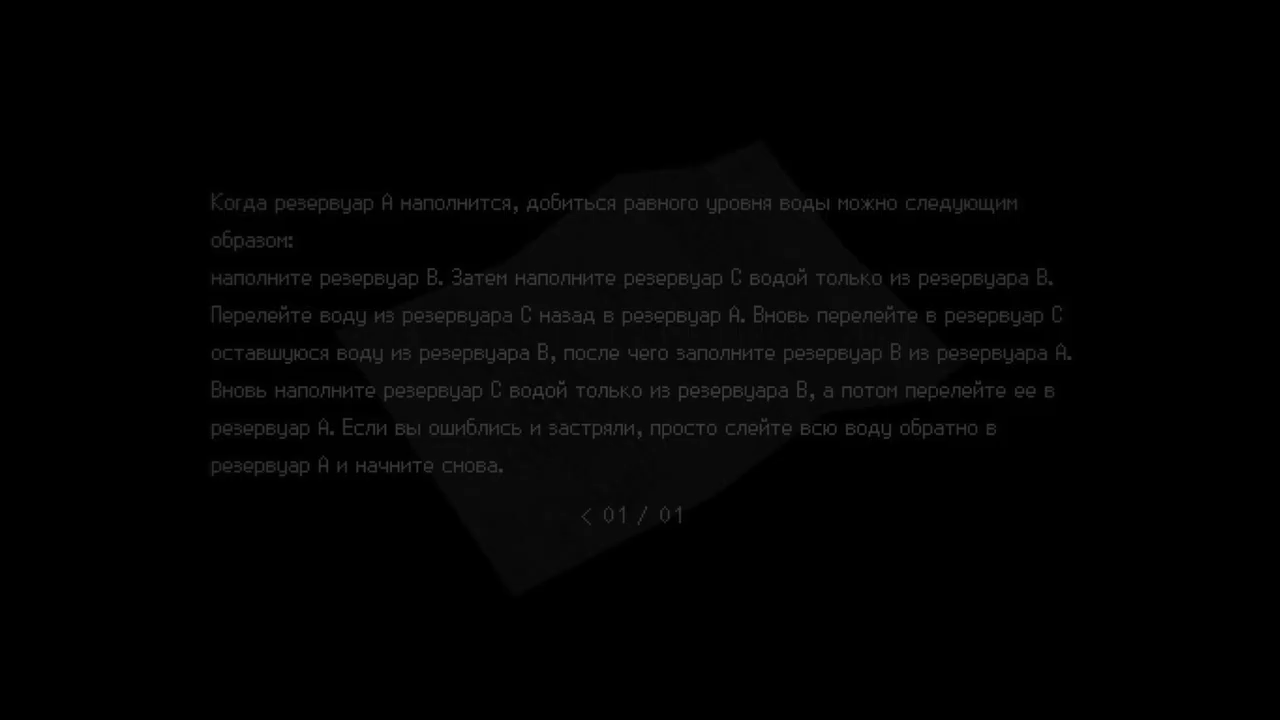 Когда резервуар А наполнится, добиться равного уровня воды можно следующим
образом:
наполните резервуар В. Затем наполните резервуар С водой только из резервуара В.
Перелейте воду из резервуара С назад в резервуар А. Вновь перелейте в резервуар С
оставшуюся воду из резервуара В, после чего заполните резервуар В из резервуара А.
Вновь наполните резервуар С водой только из резервуара В, а потом перелейте ее в
резервуар А. Если вы ошиблись и застряли, просто слейте всю воду обратно в
резервуар А и начните снова.
< 01 / 01